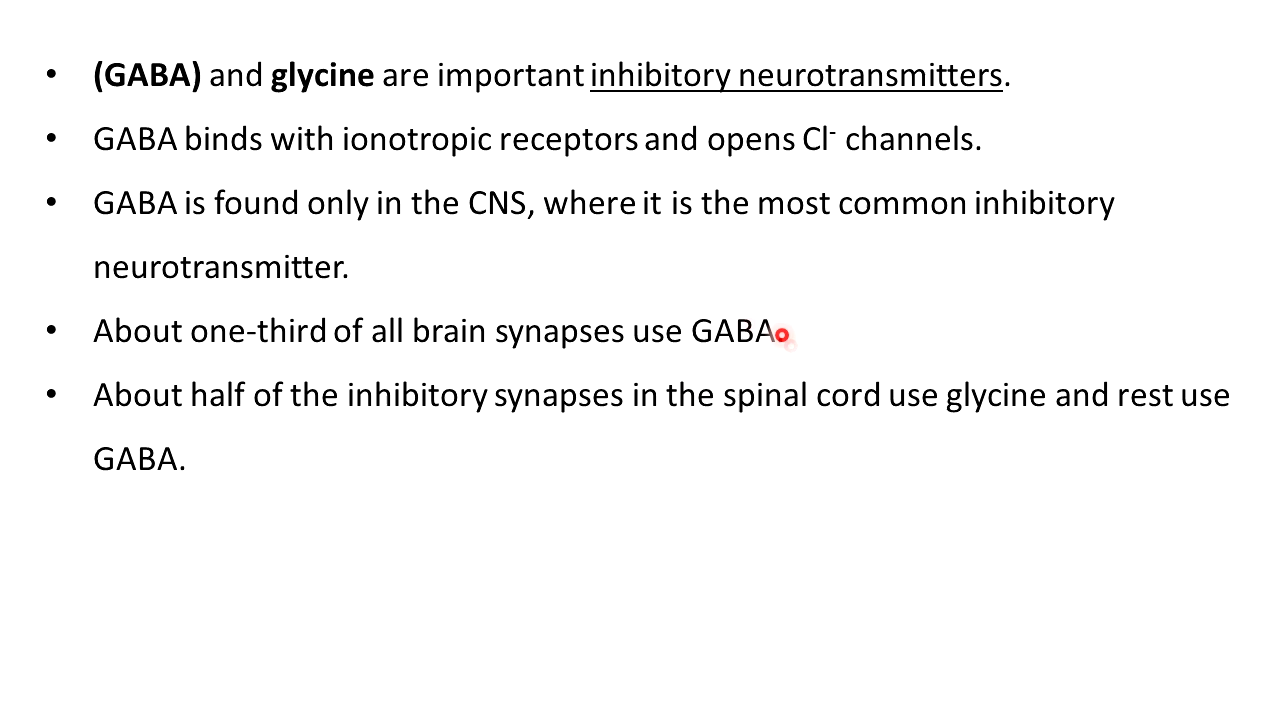 • (GABA) and glycine are important inhibitory neurotransmitters.
• GABA binds with ionotropic receptors and opens Cl⁻ channels.
• GABA is found only in the CNS, where it is the most common inhibitory
neurotransmitter.
• About one-third of all brain synapses use GABA
• About half of the inhibitory synapses in the spinal cord use glycine and rest use
GABA.